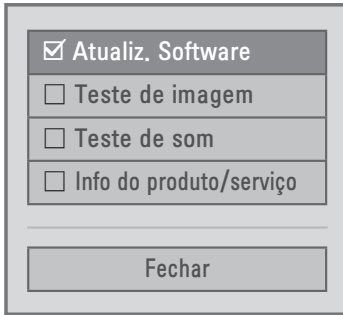 Atualiz. Software
Teste de imagem
Teste de som
Info do produto/serviço
Fechar